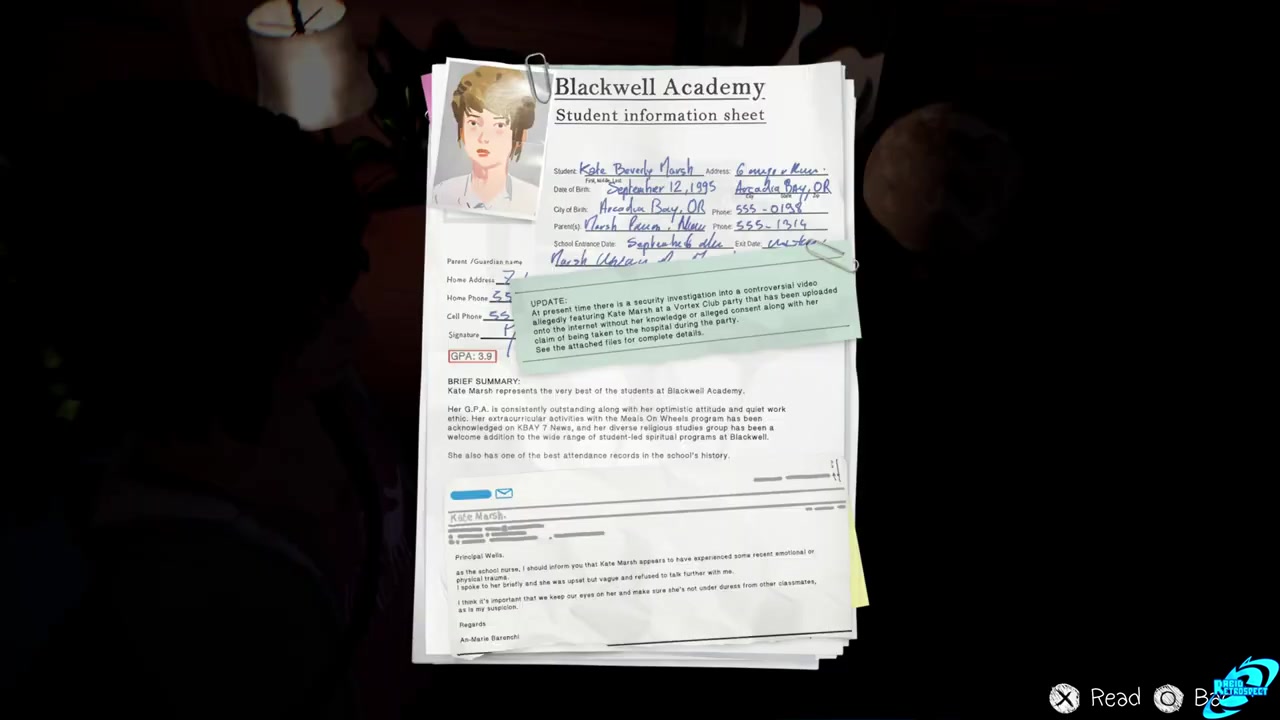 Blackwell Academy
Student information sheet
Student: Kate Beverly Marsh Address:
First, Middle, Last
Date of Birth: September 12, 1995 Arcadia Bay, OR
City State Zip
City of Birth: Arcadia Bay, OR Phone: 555-0198
Parent(s): Marsh Phone: 555-1314
School Entrance Date: Exit Date:
Marsh
Parent /Guardian name
Home Address
Home Phone 55
Cell Phone 55
Signature
GPA: 3.9
UPDATE:
At present time there is a security investigation into a controversial video
allegedly featuring Kate Marsh at a Vortex Club party that has been uploaded
onto the internet without her knowledge or alleged consent along with her
claim of being taken to the hospital during the party.
See the attached files for complete details.
BRIEF SUMMARY:
Kate Marsh represents the very best of the students at Blackwell Academy.
Her G.P.A. is consistently outstanding along with her optimistic attitude and quiet work
ethic. Her extracurricular activities with the Meals On Wheels program has been
acknowledged on KBAY 7 News, and her diverse religious studies group has been a
welcome addition to the wide range of student-led spiritual programs at Blackwell.
She also has one of the best attendance records in the school's history.
Kate Marsh.
Principal Wells.
as the school nurse, I should inform you that Kate Marsh appears to have experienced some recent emotional or
physical trauma.
I spoke to her briefly and she was upset but vague and refused to talk further with me.
I think it's important that we keep our eyes on her and make sure she's not under duress from other classmates,
as is my suspicion.
Regards
An-Marie Barenchi
Read
RAGID RETROSPECT